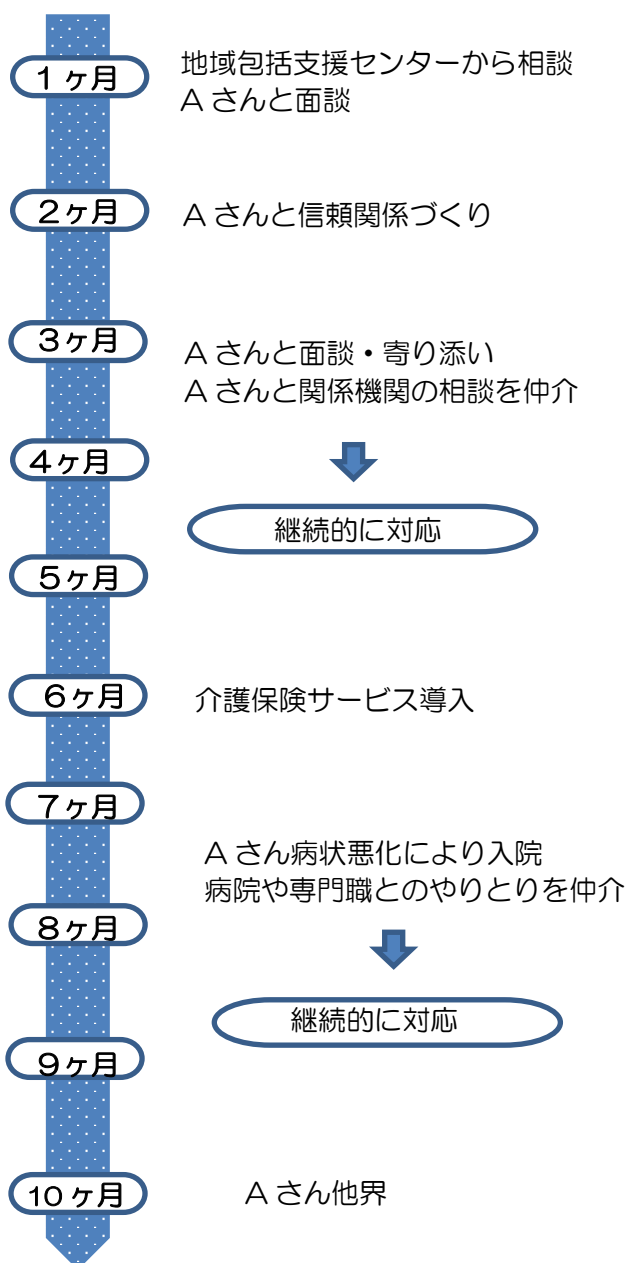 1ヶ月
地域包括支援センターから相談
Aさんと面談
2ヶ月
Aさんと信頼関係づくり
3ヶ月
Aさんと面談・寄り添い
Aさんと関係機関の相談を仲介
4ヶ月
継続的に対応
5ヶ月
6ヶ月
介護保険サービス導入
7ヶ月
Aさん病状悪化により入院
病院や専門職とのやりとりを仲介
8ヶ月
継続的に対応
9ヶ月
10ヶ月
Aさん他界